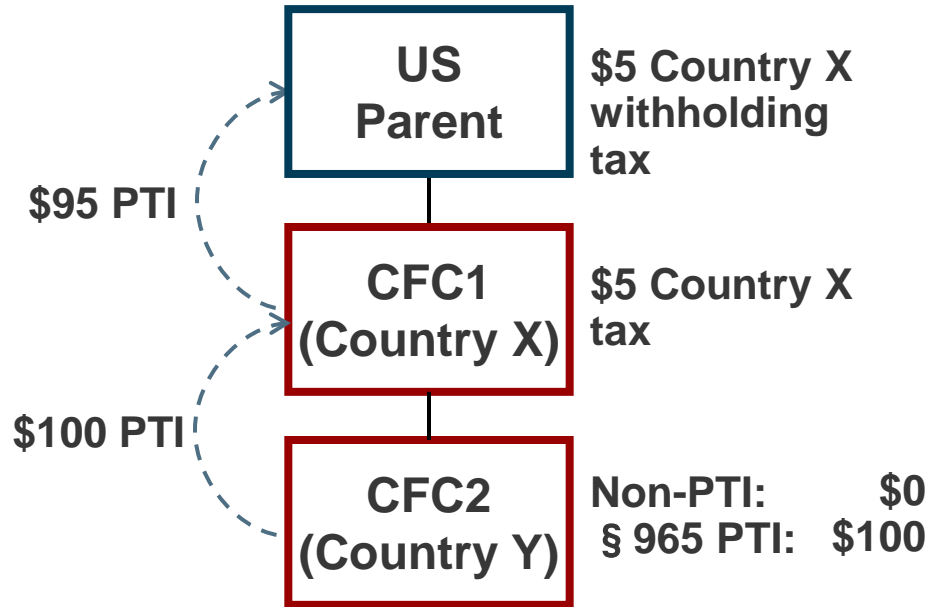 US
Parent
$5 Country X
withholding
tax
$95 PTI
CFC1
(Country X)
$5 Country X
tax
$100 PTI
CFC2
(Country Y)
Non-PTI: $0
§ 965 PTI: $100